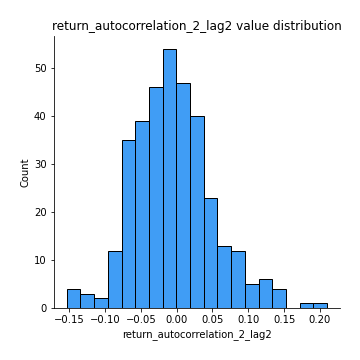 return_autocorrelation_2_lag2 value distribution
50
40
30
20
10
0
Count
−0.15 −0.10 −0.05 0.00 0.05 0.10 0.15 0.20
return_autocorrelation_2_lag2